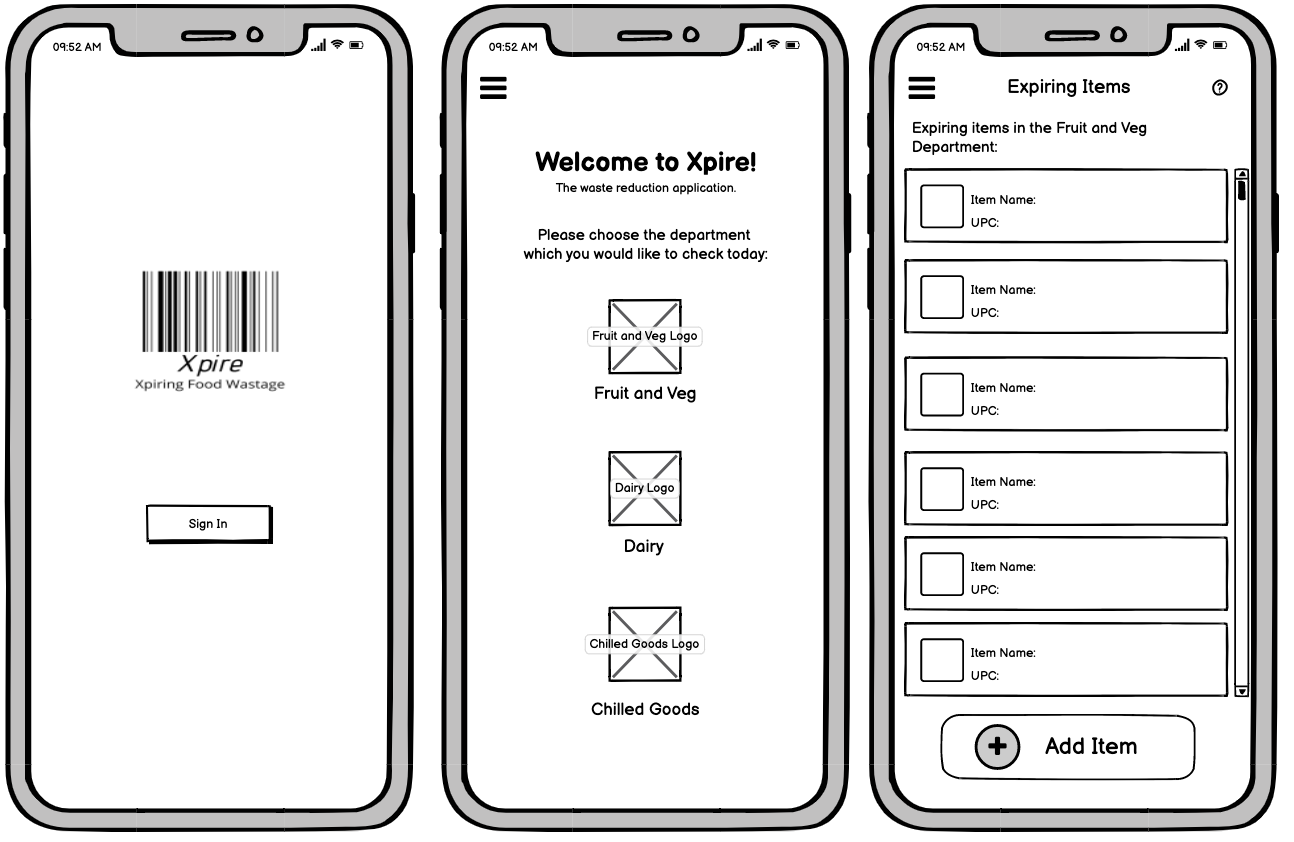 09:52 AM
Xpire
Xpiring Food Wastage
Sign In
09:52 AM
Welcome to Xpire!
The waste reduction application.
Please choose the department
which you would like to check today:
Fruit and Veg Logo
Fruit and Veg
Dairy Logo
Dairy
Chilled Goods Logo
Chilled Goods
09:52 AM
Expiring Items
?
Expiring items in the Fruit and Veg
Department:
Item Name:
UPC:
Item Name:
UPC:
Item Name:
UPC:
Item Name:
UPC:
Item Name:
UPC:
Item Name:
UPC:
Add Item